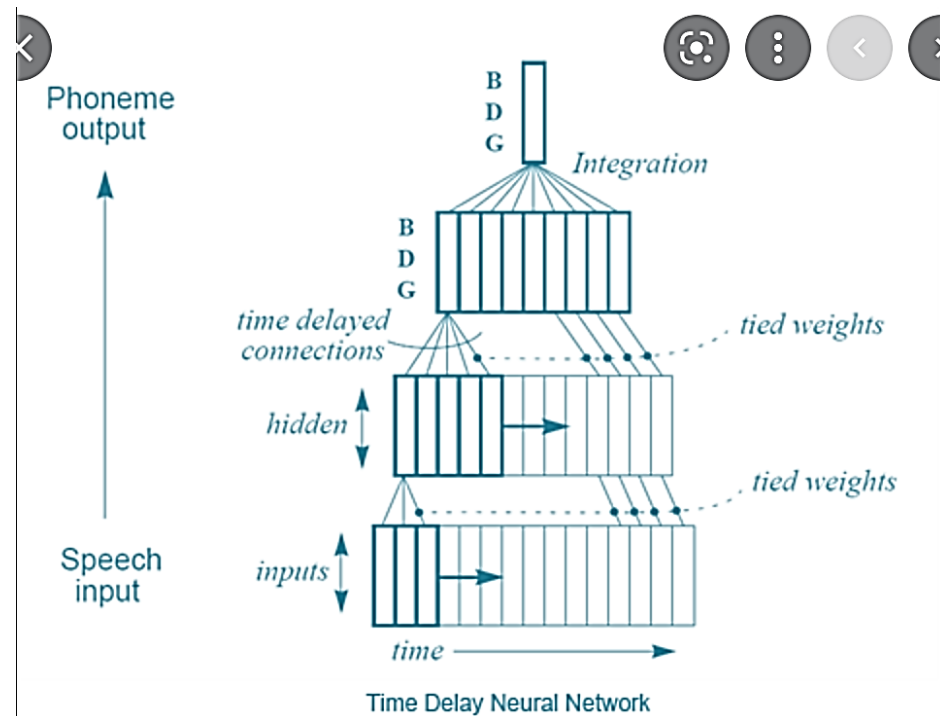 Phoneme
output
B
D
G
Integration
B
D
G
time delayed
connections
tied weights
hidden
tied weights
Speech
input
inputs
time
Time Delay Neural Network